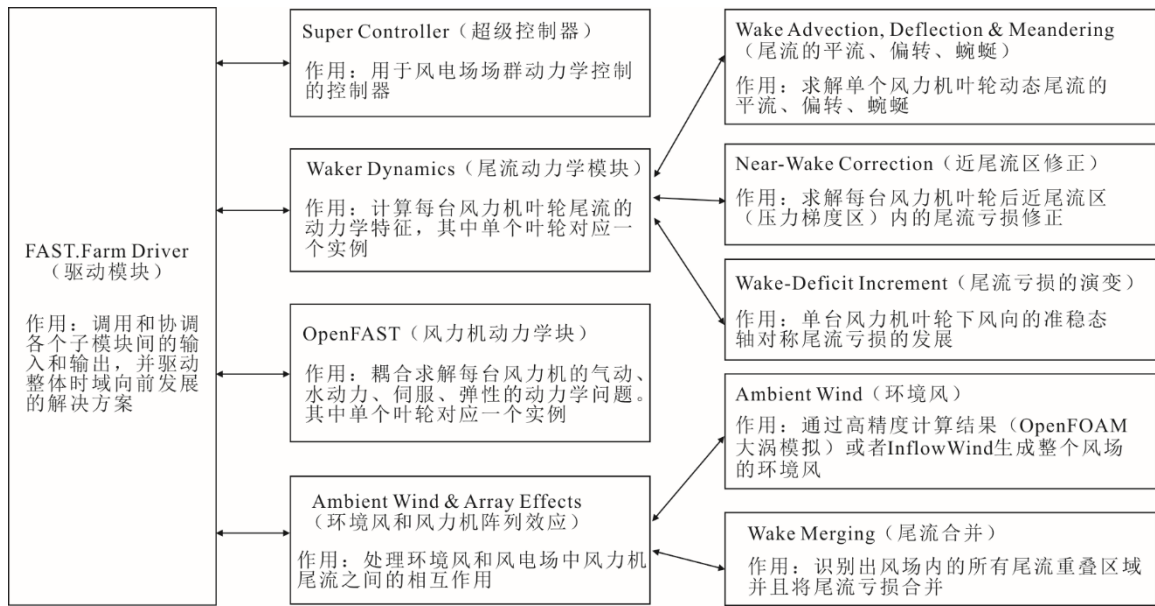 FAST.Farm Driver
（驱动模块）
作用：调用和协调
各个子模块间的输
入和输出，并驱动
整体时域向前发展
的解决方案
Super Controller（超级控制器）
作用：用于风电场场群动力学控制
的控制器
Waker Dynamics（尾流动力学模块）
作用：计算每台风力机叶轮尾流的
动力学特征，其中单个叶轮对应一
个实例
OpenFAST（风力机动力学块）
作用：耦合求解每台风力机的气动、
水动力、伺服、弹性的动力学问题。
其中单个叶轮对应一个实例
Ambient Wind & Array Effects
（环境风和风力机阵列效应）
作用：处理环境风和风电场中风力机
尾流之间的相互作用
Wake Advection, Deflection & Meandering
（尾流的平流、偏转、蜿蜒）
作用：求解单个风力机叶轮动态尾流的
平流、偏转、蜿蜒
Near-Wake Correction（近尾流区修正）
作用：求解每台风力机叶轮后近尾流区
（压力梯度区）内的尾流亏损修正
Wake-Deficit Increment（尾流亏损的演变）
作用：单台风力机叶轮下风向的准稳态
轴对称尾流亏损的发展
Ambient Wind（环境风）
作用：通过高精度计算结果（OpenFOAM
大涡模拟）或者InflowWind生成整个风场
的环境风
Wake Merging（尾流合并）
作用：识别出风场内的所有尾流重叠区域
并且将尾流亏损合并